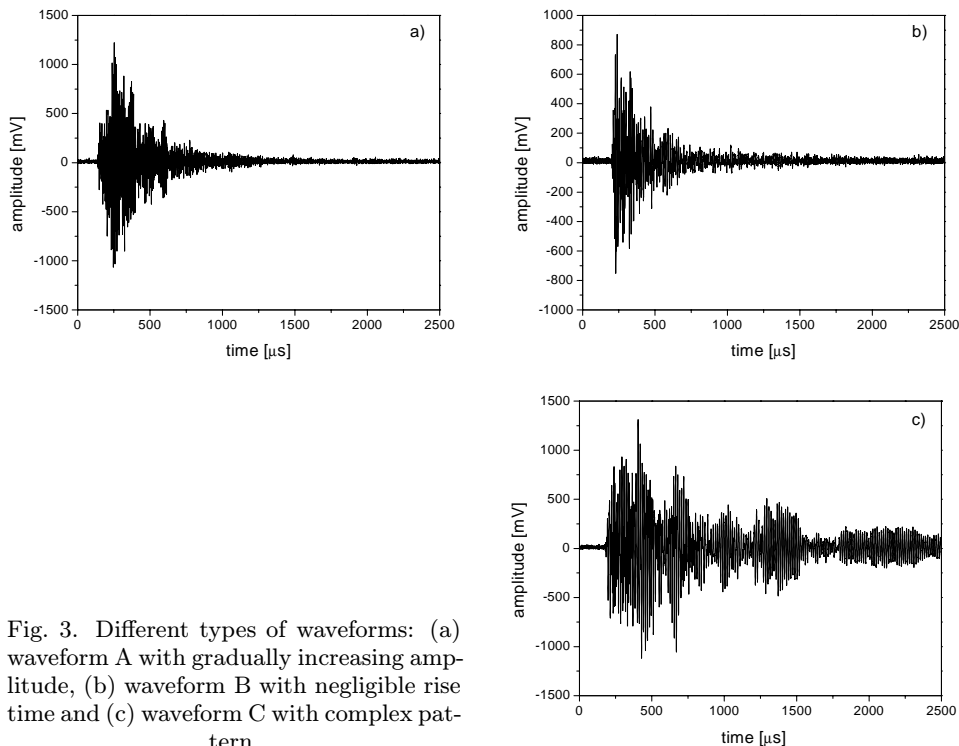 a)
1500
1000
500
0
-500
-1000
-1500
amplitude [mV]
0 500 1000 1500 2000 2500
time [μs]
b)
1000
800
600
400
200
0
-200
-400
-600
-800
-1000
amplitude [mV]
0 500 1000 1500 2000 2500
time [μs]
c)
1500
1000
500
0
-500
-1000
-1500
amplitude [mV]
0 500 1000 1500 2000 2500
time [μs]
Fig. 3. Different types of waveforms: (a)
waveform A with gradually increasing amp-
litude, (b) waveform B with negligible rise
time and (c) waveform C with complex pat-
tern